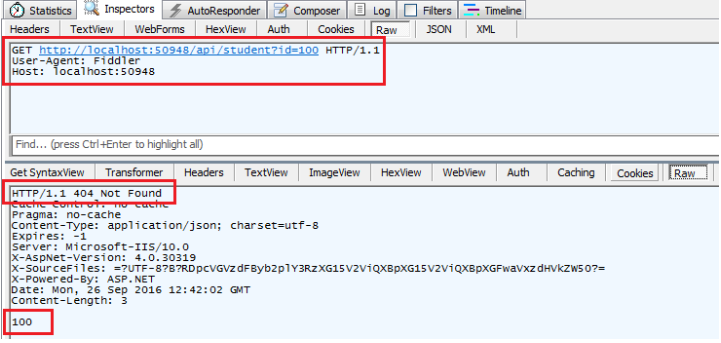 Statistics Inspectors AutoResponder Composer Log Filters Timeline
Headers TextView WebForms HexView Auth Cookies Raw JSON XML
GET http://localhost:50948/api/student?id=100 HTTP/1.1
User-Agent: Fiddler
Host: localhost:50948
Find... (press Ctrl+Enter to highlight all)
Get SyntaxView Transformer Headers TextView ImageView HexView WebView Auth Caching Cookies Raw
HTTP/1.1 404 Not Found
Cache-Control: no-cache
Pragma: no-cache
Content-Type: application/json; charset=utf-8
Expires: -1
Server: Microsoft-IIS/10.0
X-AspNet-Version: 4.0.30319
X-SourceFiles: =?UTF-8?B?RDpcVGVzdFByb2plY3RzXG15V2ViQXBpXG15V2ViQXBpXGFwaVxzdHVkZW50?=
X-Powered-By: ASP.NET
Date: Mon, 26 Sep 2016 12:42:02 GMT
Content-Length: 3
100